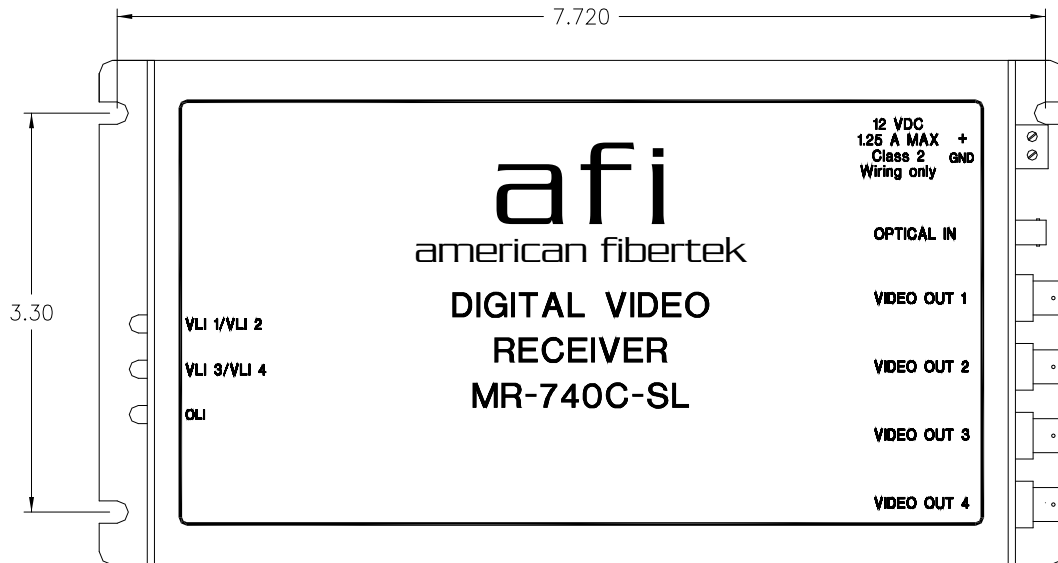 7.720
12 VDC
1.25 A MAX +
Class 2 GND
Wiring only
afi
american fibertek
OPTICAL IN
DIGITAL VIDEO
RECEIVER
MR-740C-SL
3.30
VLI 1/VLI 2
VLI 3/VLI 4
OLI
VIDEO OUT 1
VIDEO OUT 2
VIDEO OUT 3
VIDEO OUT 4